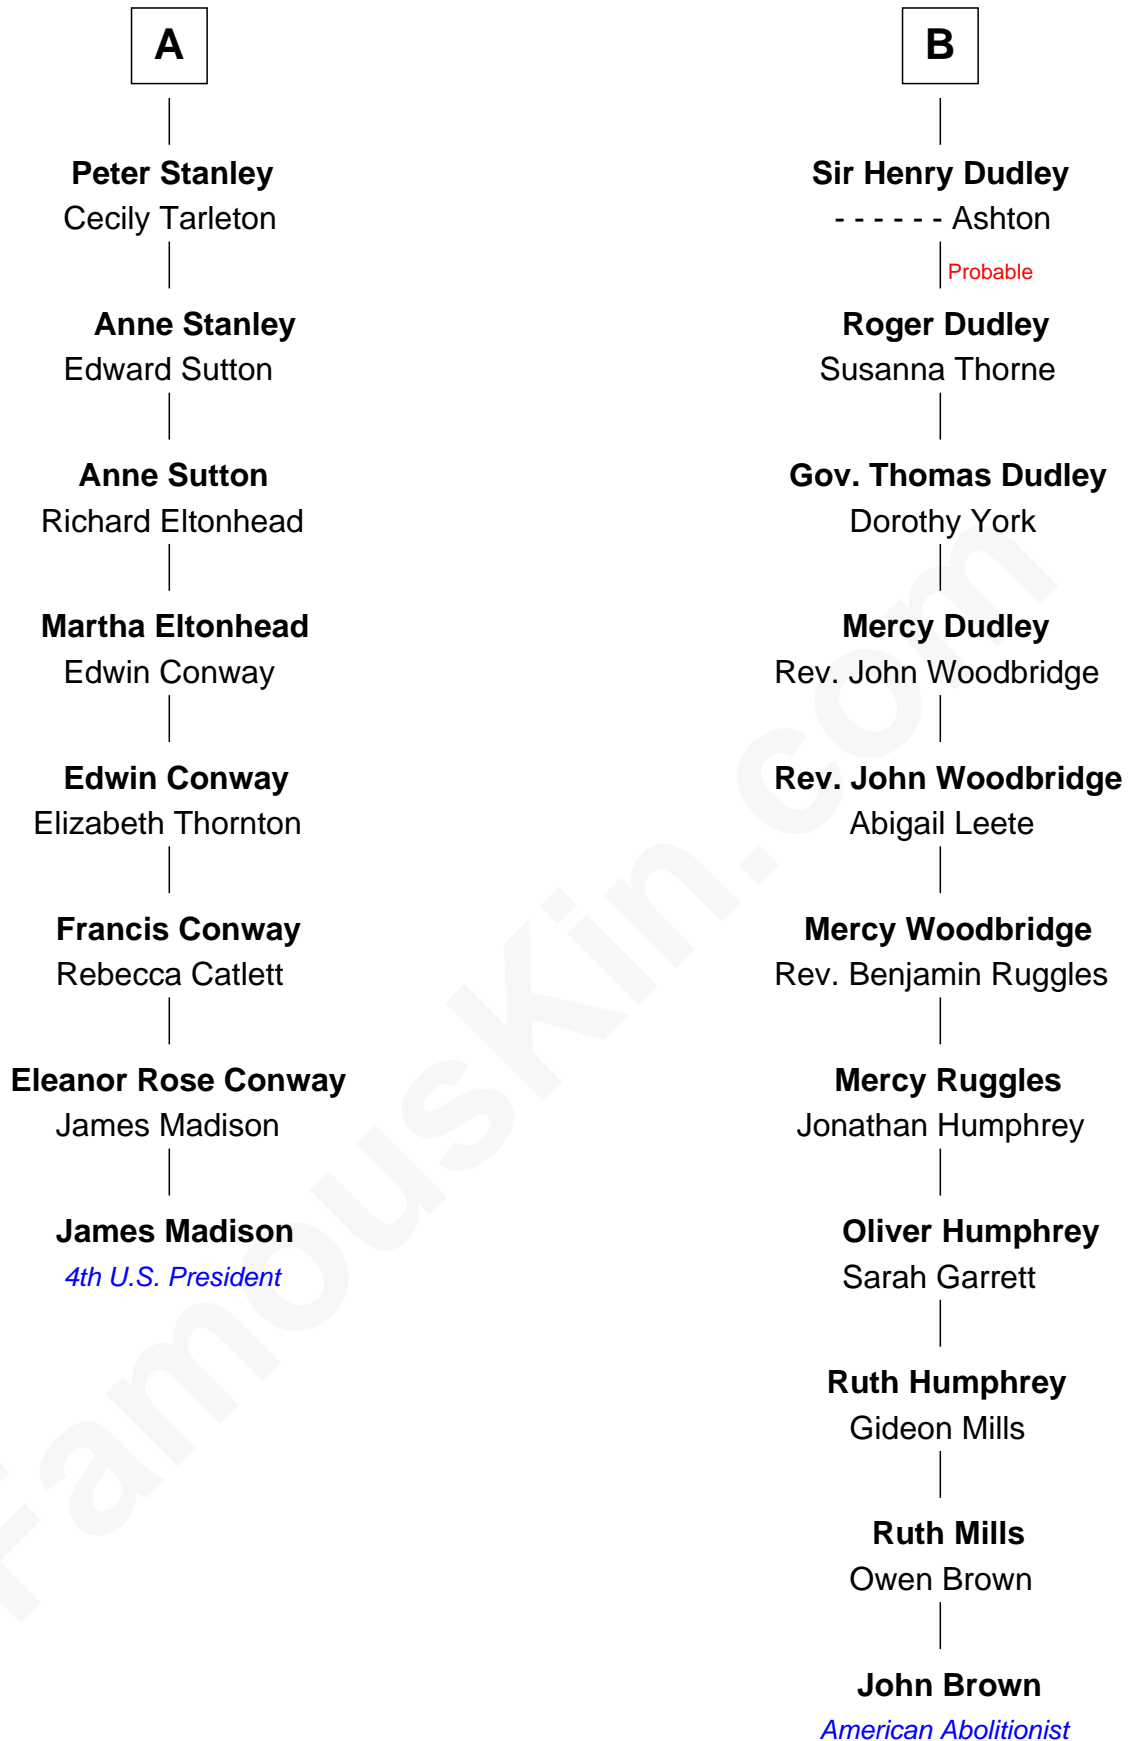 A
Peter Stanley
Cecily Tarleton
Anne Stanley
Edward Sutton
Anne Sutton
Richard Eltonhead
Martha Eltonhead
Edwin Conway
Edwin Conway
Elizabeth Thornton
Francis Conway
Rebecca Catlett
Eleanor Rose Conway
James Madison
James Madison
4th U.S. President
B
Sir Henry Dudley
- - - - - - Ashton
Probable
Roger Dudley
Susanna Thorne
Gov. Thomas Dudley
Dorothy York
Mercy Dudley
Rev. John Woodbridge
Rev. John Woodbridge
Abigail Leete
Mercy Woodbridge
Rev. Benjamin Ruggles
Mercy Ruggles
Jonathan Humphrey
Oliver Humphrey
Sarah Garrett
Ruth Humphrey
Gideon Mills
Ruth Mills
Owen Brown
John Brown
American Abolitionist
FamousKin.com